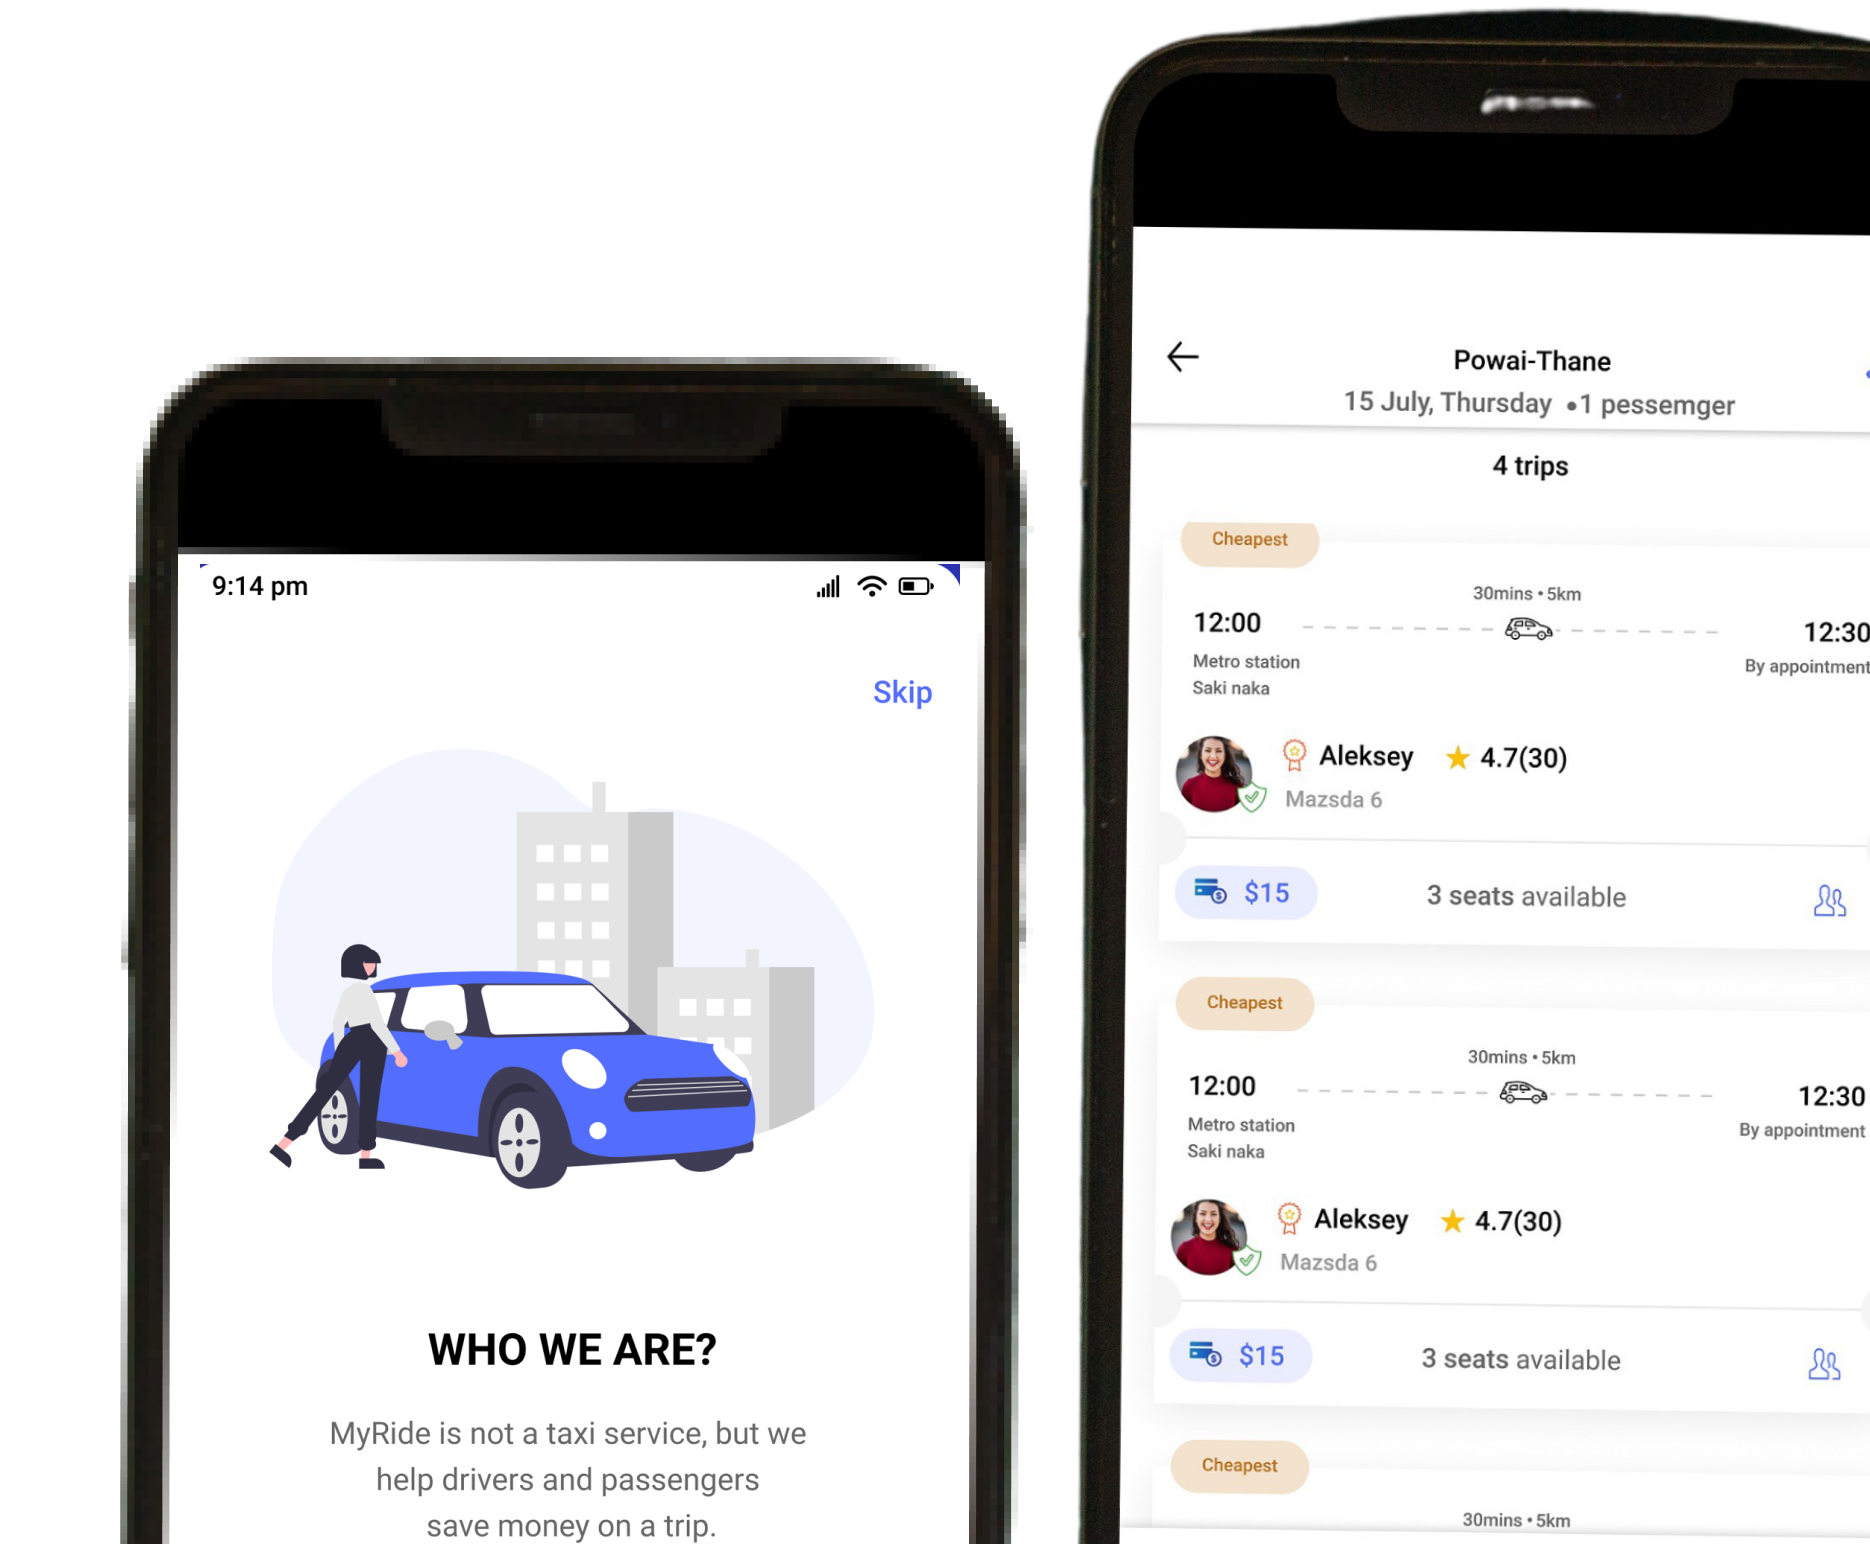 9:14 pm
Skip
WHO WE ARE?
MyRide is not a taxi service, but we
help drivers and passengers
save money on a trip.
Powai-Thane
15 July, Thursday •1 pessemger
4 trips
Cheapest
30mins • 5km
12:00
12:30
Metro station
Saki naka
By appointment
Aleksey 4.7(30)
Mazsda 6
$15 3 seats available
Cheapest
30mins • 5km
12:00
12:30
Metro station
Saki naka
By appointment
Aleksey 4.7(30)
Mazsda 6
$15 3 seats available
Cheapest
30mins • 5km